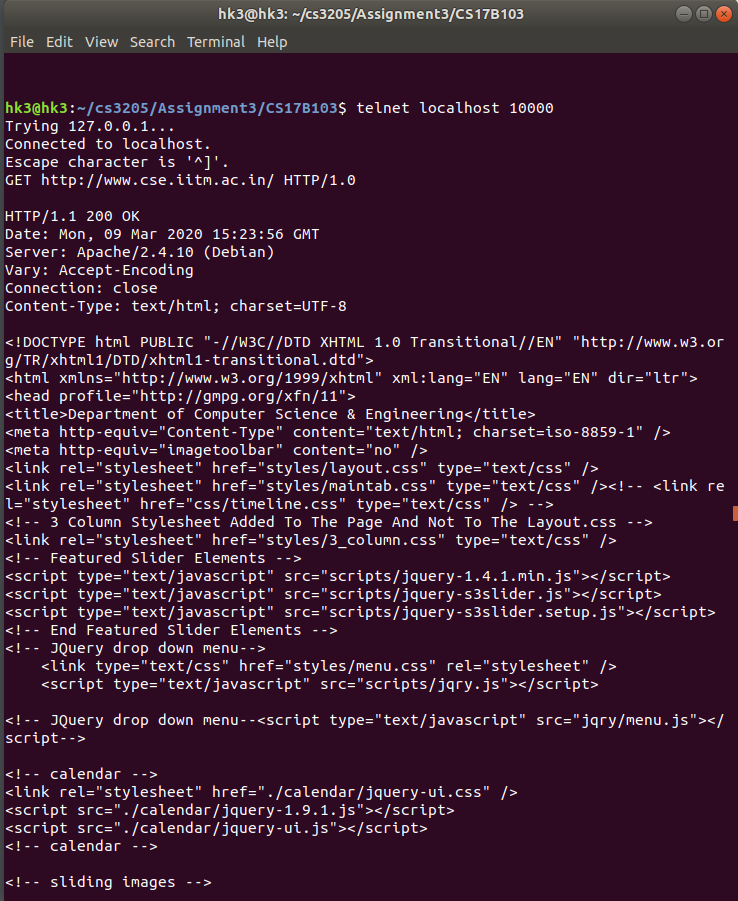 hk3@hk3: ~/cs3205/Assignment3/CS17B103
File Edit View Search Terminal Help
hk3@hk3:~/cs3205/Assignment3/CS17B103$ telnet localhost 10000
Trying 127.0.0.1...
Connected to localhost.
Escape character is '^]'.
GET http://www.cse.iitm.ac.in/ HTTP/1.0
HTTP/1.1 200 OK
Date: Mon, 09 Mar 2020 15:23:56 GMT
Server: Apache/2.4.10 (Debian)
Vary: Accept-Encoding
Connection: close
Content-Type: text/html; charset=UTF-8
<!DOCTYPE html PUBLIC "-//W3C//DTD XHTML 1.0 Transitional//EN" "http://www.w3.or
g/TR/xhtml1/DTD/xhtml1-transitional.dtd">
<html xmlns="http://www.w3.org/1999/xhtml" xml:lang="EN" lang="EN" dir="ltr">
<head profile="http://gmpg.org/xfn/11">
<title>Department of Computer Science & Engineering</title>
<meta http-equiv="Content-Type" content="text/html; charset=iso-8859-1" />
<meta http-equiv="imagetoolbar" content="no" />
<link rel="stylesheet" href="styles/layout.css" type="text/css" />
<link rel="stylesheet" href="styles/maintab.css" type="text/css" /><!-- <link re
l="stylesheet" href="css/timeline.css" type="text/css" /> -->
<!-- 3 Column Stylesheet Added To The Page And Not To The Layout.css -->
<link rel="stylesheet" href="styles/3_column.css" type="text/css" />
<!-- Featured Slider Elements -->
<script type="text/javascript" src="scripts/jquery-1.4.1.min.js"></script>
<script type="text/javascript" src="scripts/jquery-s3slider.js"></script>
<script type="text/javascript" src="scripts/jquery-s3slider.setup.js"></script>
<!-- End Featured Slider Elements -->
<!-- JQuery drop down menu-->
<link type="text/css" href="styles/menu.css" rel="stylesheet" />
<script type="text/javascript" src="scripts/jqry.js"></script>
<!-- JQuery drop down menu--<script type="text/javascript" src="jqry/menu.js"></
script-->
<!-- calendar -->
<link rel="stylesheet" href="./calendar/jquery-ui.css" />
<script src="./calendar/jquery-1.9.1.js"></script>
<script src="./calendar/jquery-ui.js"></script>
<!-- calendar -->
<!-- sliding images -->